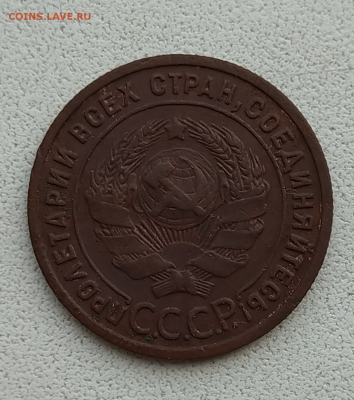 COINS.LAVE.RU
ПРОЛЕТАРИИ ВСЕХ СТРАН, СОЕДИНЯЙТЕСЬ!
С.С.С.Р.